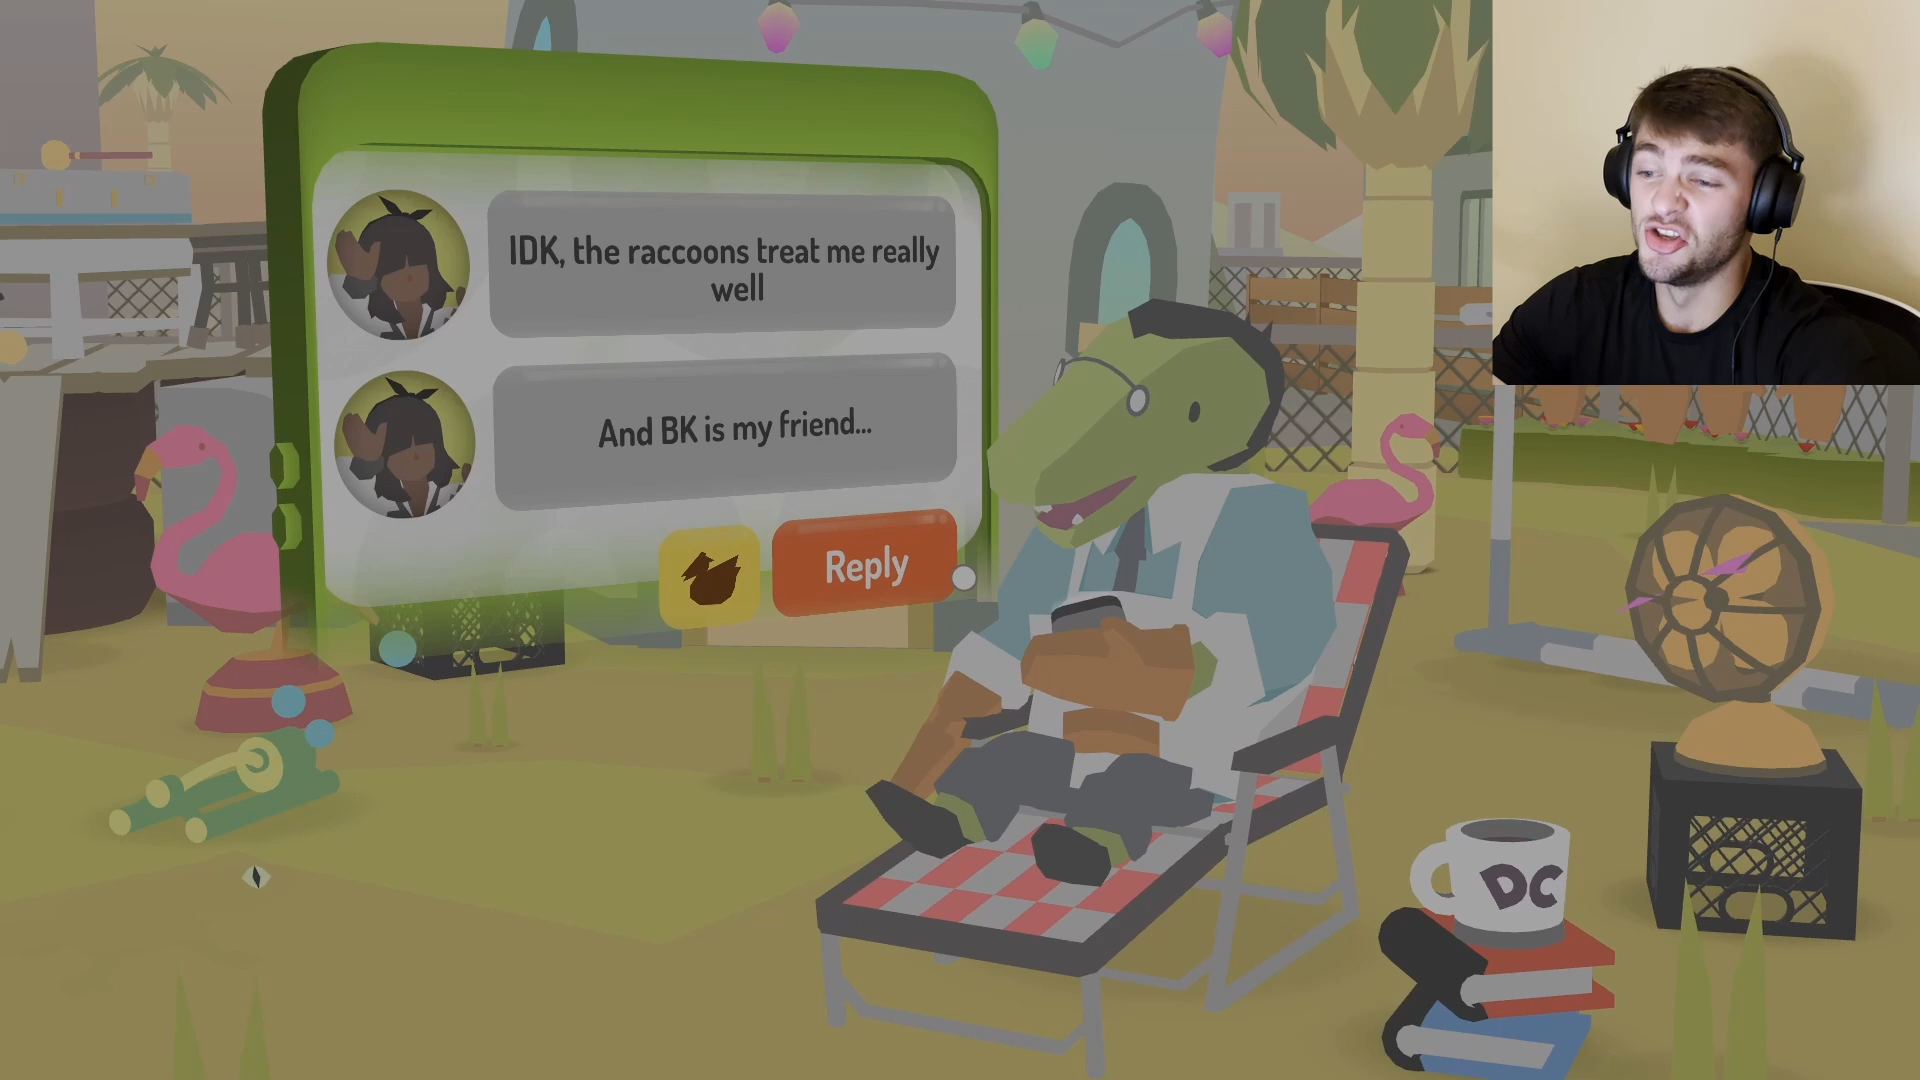 IDK, the raccoons treat me really
well
And BK is my friend...
Reply
DC